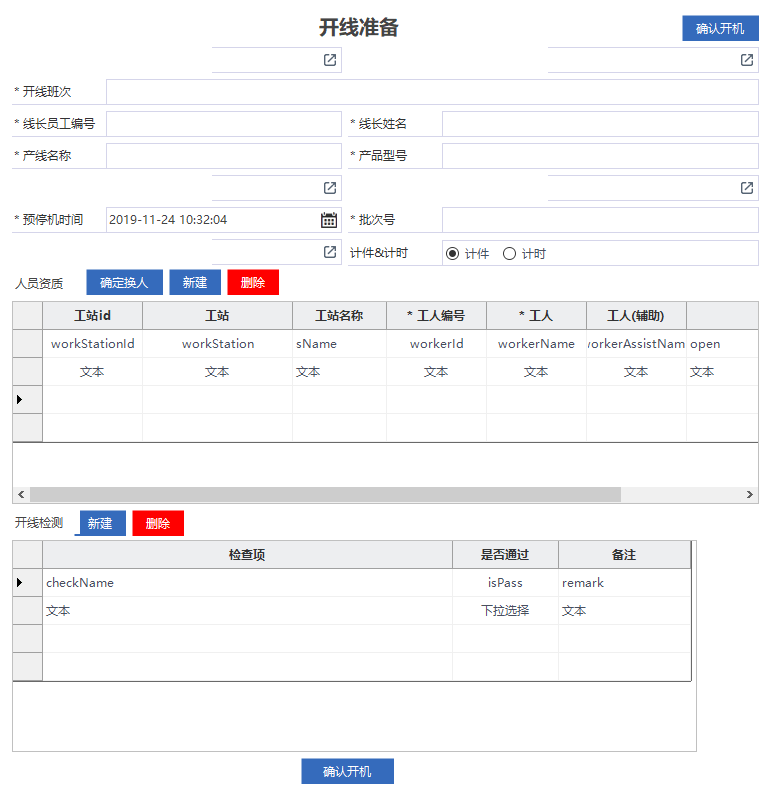 开线准备 确认开机
* 开线班次
* 线长员工编号 * 线长姓名
* 产线名称 * 产品型号
* 预停机时间 2019-11-24 10:32:04 * 批次号
计件&计时 计件 计时
人员资质 确定换人 新建 删除
工站id 工站 工站名称 * 工人编号 * 工人 工人(辅助)
workStationId workStation sName workerId workerName workerAssistNam open
文本 文本 文本 文本 文本 文本 文本
开线检测 新建 删除
检查项 是否通过 备注
checkName isPass remark
文本 下拉选择 文本
确认开机